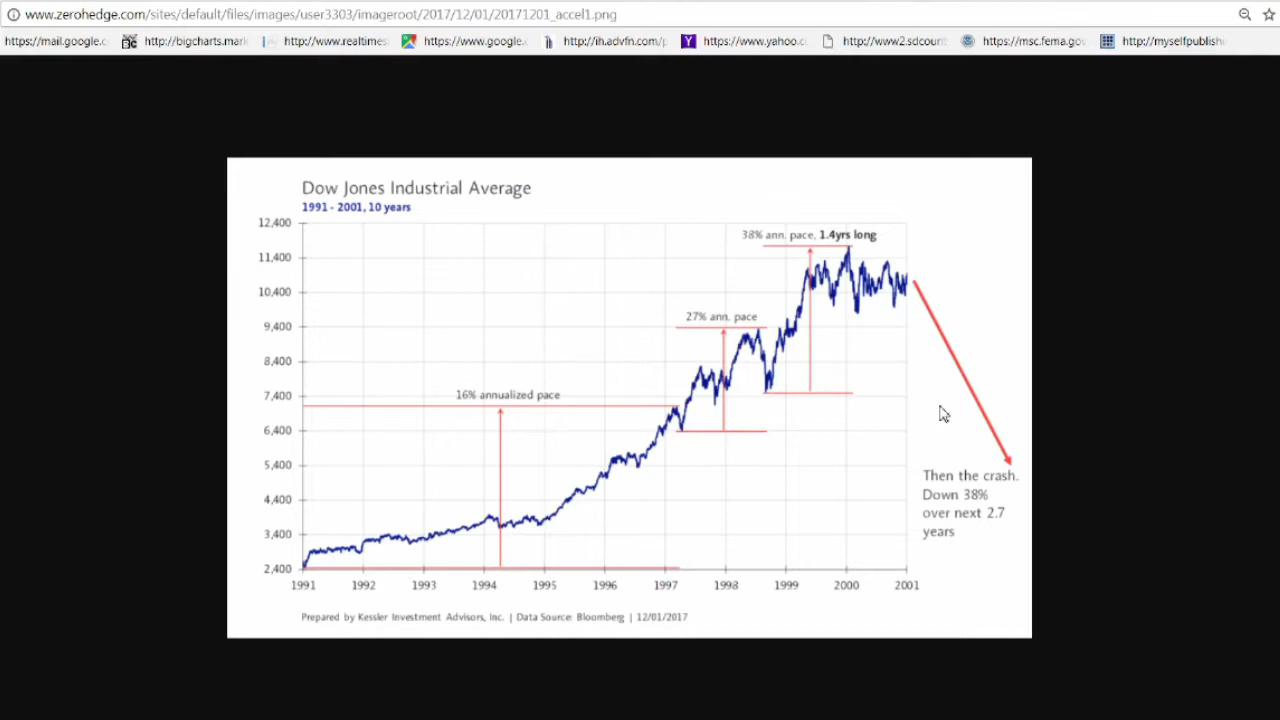 www.zerohedge.com/sites/default/files/images/user3303/imageroot/2017/12/01/20171201_accel1.png
https://mail.google.c http://bigcharts.mark http://www.realtimes https://www.google. http://ih.advfn.com/p https://www.yahoo.c http://www2.sdcount https://msc.fema.gov http://myselfpublish
Dow Jones Industrial Average
1991 - 2001, 10 years
12,400
11,400
10,400
9,400
8,400
7,400
6,400
5,400
4,400
3,400
2,400
38% ann. pace, 1.4yrs long
27% ann. pace
16% annualized pace
Then the crash.
Down 38%
over next 2.7
years
1991 1992 1993 1994 1995 1996 1997 1998 1999 2000 2001
Prepared by Kessler Investment Advisors, Inc. | Data Source: Bloomberg | 12/01/2017